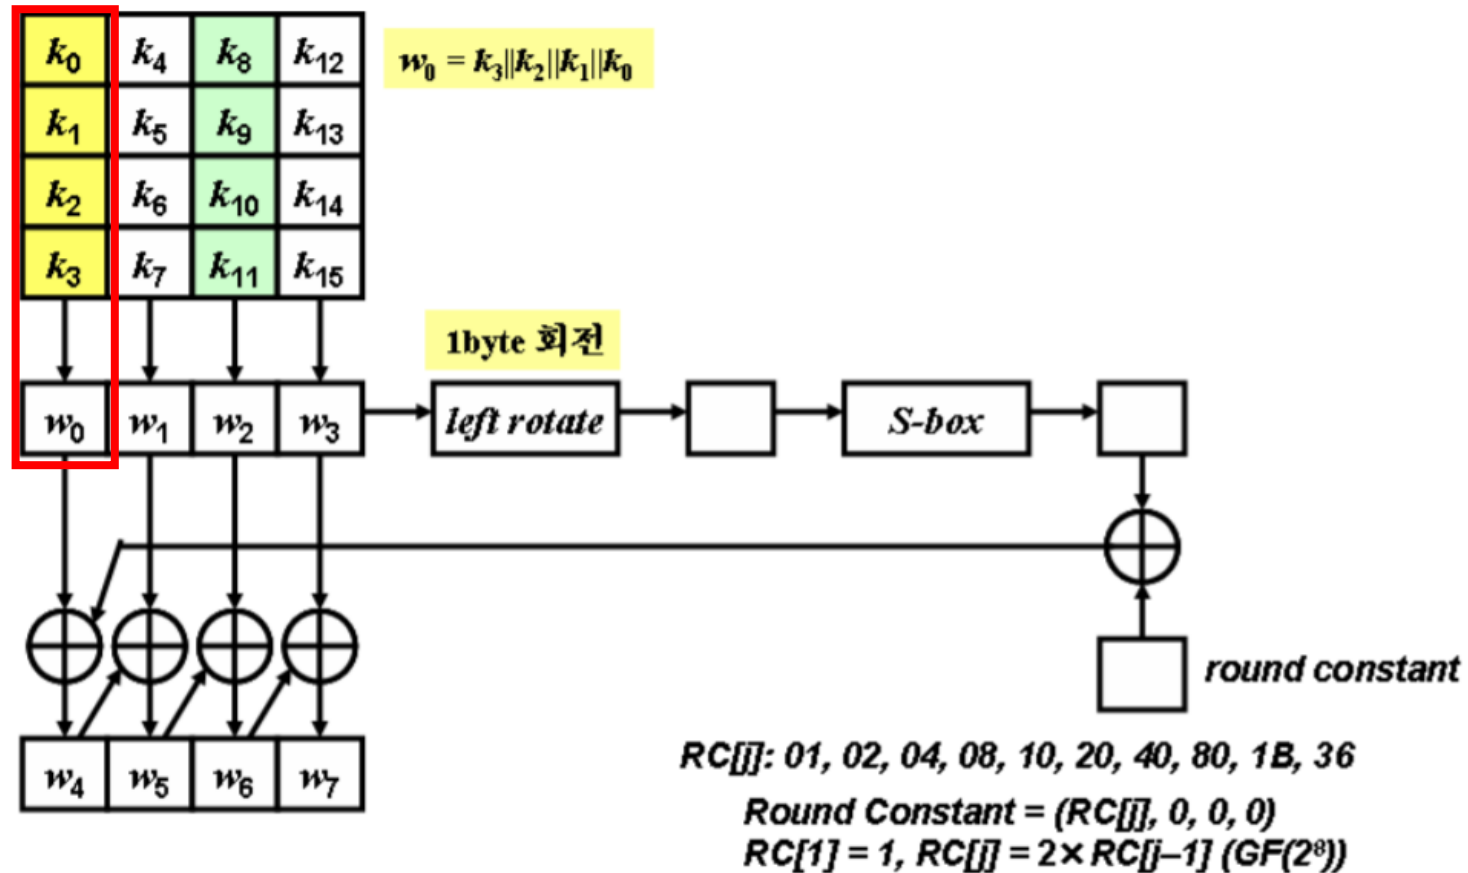 k0 k4 k8 k12
w0 = k3||k2||k1||k0
k1 k5 k9 k13
k2 k6 k10 k14
k3 k7 k11 k15
1byte 회전
w0 w1 w2 w3
left rotate
S-box
round constant
w4 w5 w6 w7
RC[j]: 01, 02, 04, 08, 10, 20, 40, 80, 1B, 36
Round Constant = (RC[j], 0, 0, 0)
RC[1] = 1, RC[j] = 2× RC[j–1] (GF(2⁸))